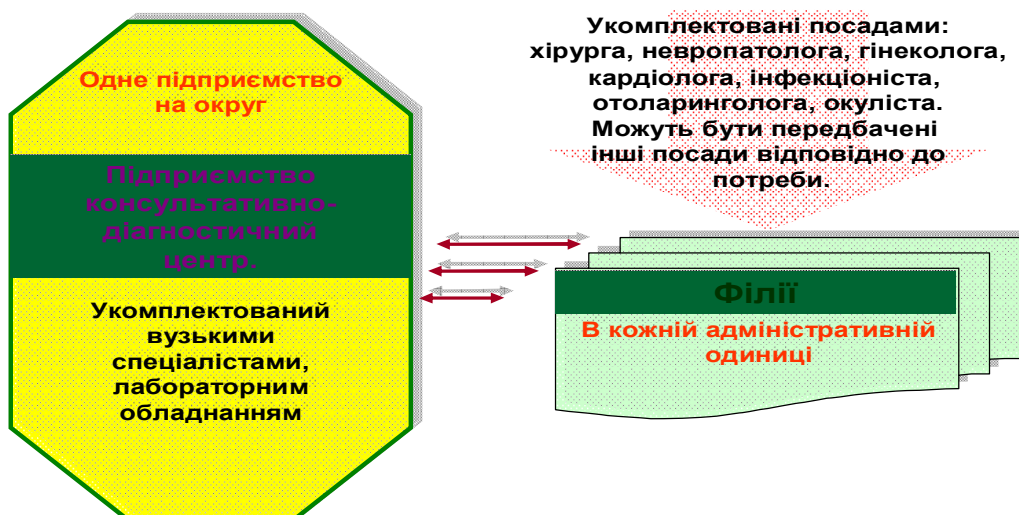 Одне підприємство
на округ
Підприємство
консультативно-
діагностичний
центр.
Укомплектований
вузькими
спеціалістами,
лабораторним
обладнанням
Укомплектовані посадами:
хірурга, невропатолога, гінеколога,
кардіолога, інфекціоніста,
отоларинголога, окуліста.
Можуть бути передбачені
інші посади відповідно до
потреби.
Філії
В кожній адміністративній
одиниці